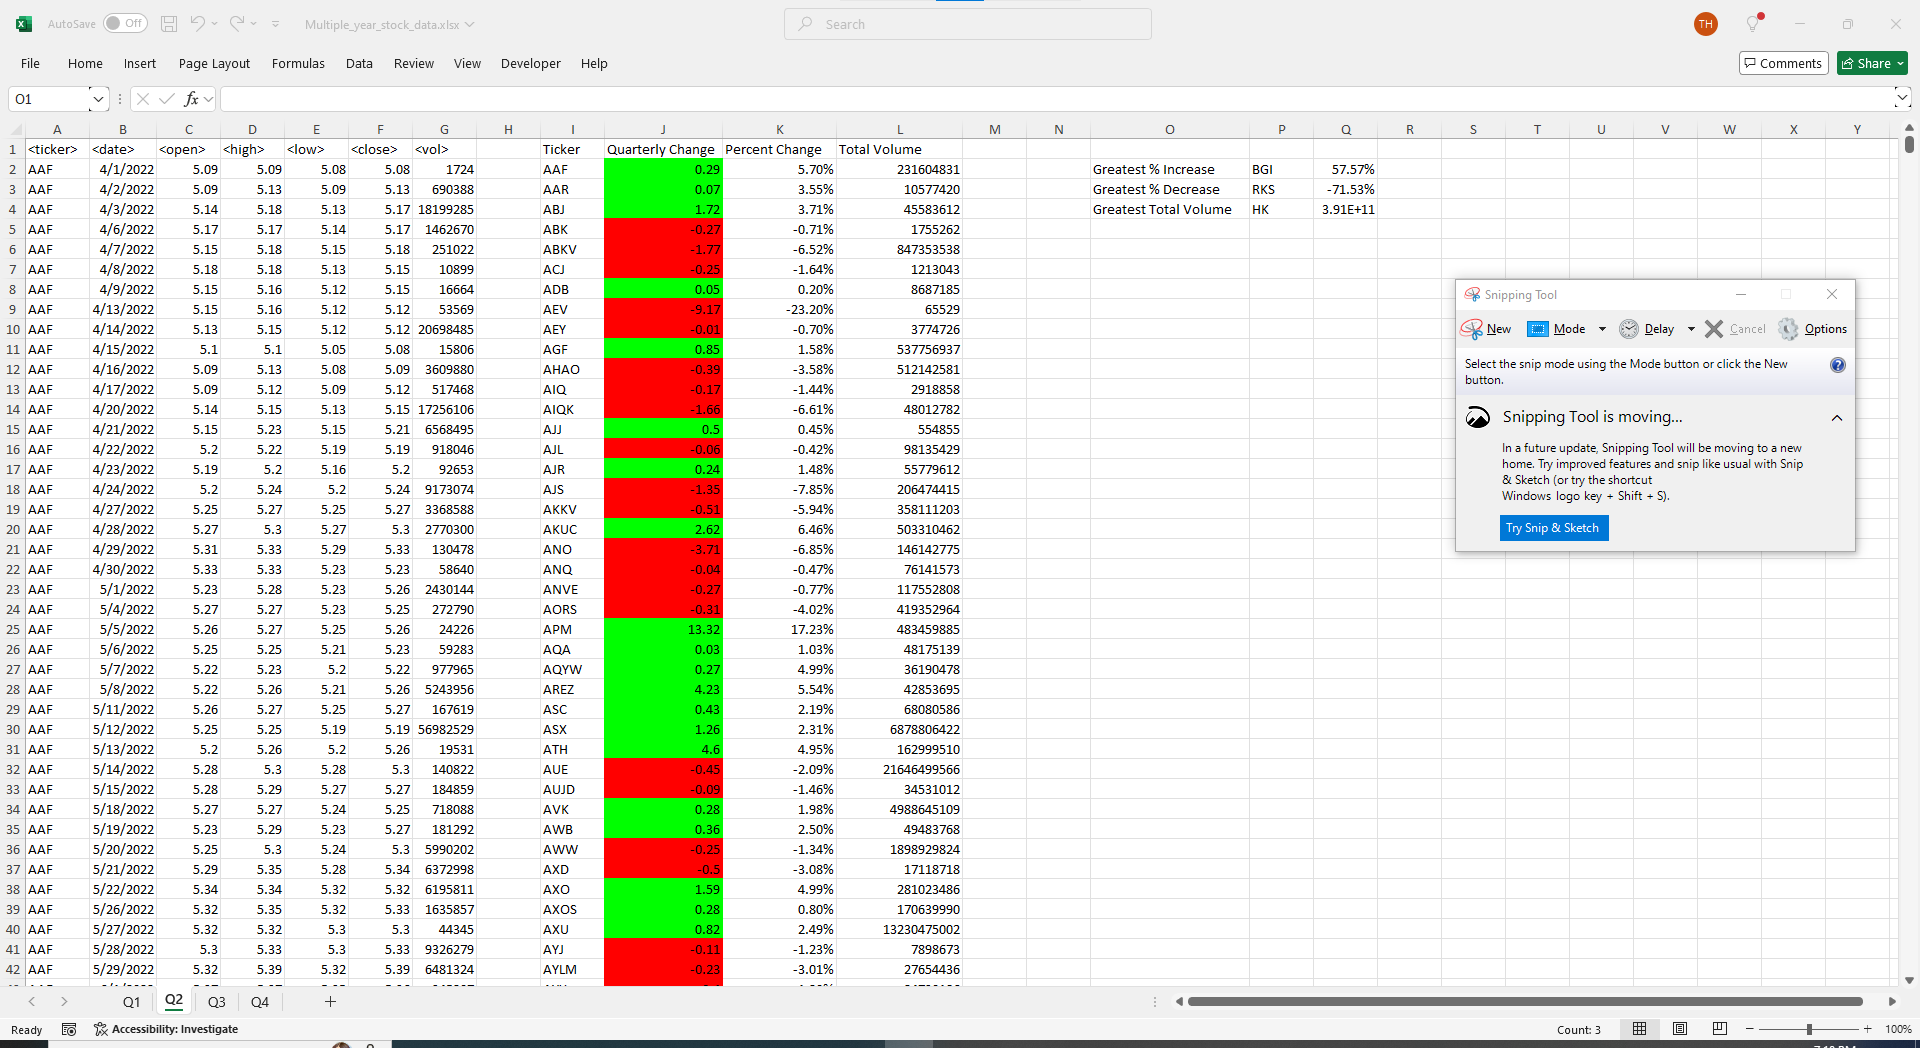 AutoSave Off Multiple_year_stock_data.xlsx Search TH
File Home Insert Page Layout Formulas Data Review View Developer Help Comments Share
O1 fx
A B C D E F G H I J K L M N O P Q R S T U V W X Y
1 <ticker> <date> <open> <high> <low> <close> <vol> Ticker Quarterly Change Percent Change Total Volume
2 AAF 4/1/2022 5.09 5.09 5.08 5.08 1724 AAF 0.29 5.70% 231604831 Greatest % Increase BGI 57.57%
3 AAF 4/2/2022 5.09 5.13 5.09 5.13 690388 AAR 0.07 3.55% 10577420 Greatest % Decrease RKS -71.53%
4 AAF 4/3/2022 5.14 5.18 5.13 5.17 18199285 ABJ 1.72 3.71% 45583612 Greatest Total Volume HK 3.91E+11
5 AAF 4/6/2022 5.17 5.17 5.14 5.17 1462670 ABK -0.27 -0.71% 1755262
6 AAF 4/7/2022 5.15 5.18 5.15 5.18 251022 ABKV -1.77 -6.52% 847353538
7 AAF 4/8/2022 5.18 5.18 5.13 5.15 10899 ACJ -0.25 -1.64% 1213043
8 AAF 4/9/2022 5.15 5.16 5.12 5.15 16664 ADB 0.05 0.20% 8687185
9 AAF 4/13/2022 5.15 5.16 5.12 5.12 53569 AEV -9.17 -23.20% 65529
10 AAF 4/14/2022 5.13 5.15 5.12 5.12 20698485 AEY -0.01 -0.70% 3774726
11 AAF 4/15/2022 5.1 5.1 5.05 5.08 15806 AGF 0.85 1.58% 537756937
12 AAF 4/16/2022 5.09 5.13 5.08 5.09 3609880 AHAO -0.39 -3.58% 512142581
13 AAF 4/17/2022 5.09 5.12 5.09 5.12 517468 AIQ -0.17 -1.44% 2918858
14 AAF 4/20/2022 5.14 5.15 5.13 5.15 17256106 AIQK -1.66 -6.61% 48012782
15 AAF 4/21/2022 5.15 5.23 5.15 5.21 6568495 AJJ 0.5 0.45% 554855
16 AAF 4/22/2022 5.2 5.22 5.19 5.19 918046 AJL -0.06 -0.42% 98135429
17 AAF 4/23/2022 5.19 5.2 5.16 5.2 92653 AJR 0.24 1.48% 55779612
18 AAF 4/24/2022 5.2 5.24 5.2 5.24 9173074 AJS -1.35 -7.85% 206474415
19 AAF 4/27/2022 5.25 5.27 5.25 5.27 3368588 AKKV -0.51 -5.94% 358111203
20 AAF 4/28/2022 5.27 5.3 5.27 5.3 2770300 AKUC 2.62 6.46% 503310462
21 AAF 4/29/2022 5.31 5.33 5.29 5.33 130478 ANO -3.71 -6.85% 146142775
22 AAF 4/30/2022 5.33 5.33 5.23 5.23 58640 ANQ -0.04 -0.47% 76141573
23 AAF 5/1/2022 5.23 5.28 5.23 5.26 2430144 ANVE -0.27 -0.77% 117552808
24 AAF 5/4/2022 5.27 5.27 5.23 5.25 272790 AORS -0.31 -4.02% 419352964
25 AAF 5/5/2022 5.26 5.27 5.25 5.26 24226 APM 13.32 17.23% 483459885
26 AAF 5/6/2022 5.25 5.25 5.21 5.23 59283 AQA 0.03 1.03% 48175139
27 AAF 5/7/2022 5.22 5.23 5.2 5.22 977965 AQYW 0.27 4.99% 36190478
28 AAF 5/8/2022 5.22 5.26 5.21 5.26 5243956 AREZ 4.23 5.54% 42853695
29 AAF 5/11/2022 5.26 5.27 5.25 5.27 167619 ASC 0.43 2.19% 68080586
30 AAF 5/12/2022 5.25 5.25 5.19 5.19 56982529 ASX 1.26 2.31% 6878806422
31 AAF 5/13/2022 5.2 5.26 5.2 5.26 19531 ATH 4.6 4.95% 162999510
32 AAF 5/14/2022 5.28 5.3 5.28 5.3 140822 AUE -0.45 -2.09% 21646499566
33 AAF 5/15/2022 5.28 5.29 5.27 5.27 184859 AUJD -0.09 -1.46% 34531012
34 AAF 5/18/2022 5.27 5.27 5.24 5.25 718088 AVK 0.28 1.98% 4988645109
35 AAF 5/19/2022 5.23 5.29 5.23 5.27 181292 AWB 0.36 2.50% 49483768
36 AAF 5/20/2022 5.25 5.3 5.24 5.3 5990202 AWW -0.25 -1.34% 1898929824
37 AAF 5/21/2022 5.29 5.35 5.28 5.34 6372998 AXD -0.5 -3.08% 17118718
38 AAF 5/22/2022 5.34 5.34 5.32 5.32 6195811 AXO 1.59 4.99% 281023486
39 AAF 5/26/2022 5.32 5.35 5.32 5.33 1635857 AXOS 0.28 0.80% 170639990
40 AAF 5/27/2022 5.32 5.32 5.3 5.3 44345 AXU 0.82 2.49% 13230475002
41 AAF 5/28/2022 5.3 5.33 5.3 5.33 9326279 AYJ -0.11 -1.23% 7898673
42 AAF 5/29/2022 5.32 5.39 5.32 5.39 6481324 AYLM -0.23 -3.01% 27654436
Snipping Tool
New Mode Delay Cancel Options
Select the snip mode using the Mode button or click the New
button.
Snipping Tool is moving...
In a future update, Snipping Tool will be moving to a new
home. Try improved features and snip like usual with Snip
& Sketch (or try the shortcut
Windows logo key + Shift + S).
Try Snip & Sketch
Q1 Q2 Q3 Q4
Ready Accessibility: Investigate Count: 3 100%